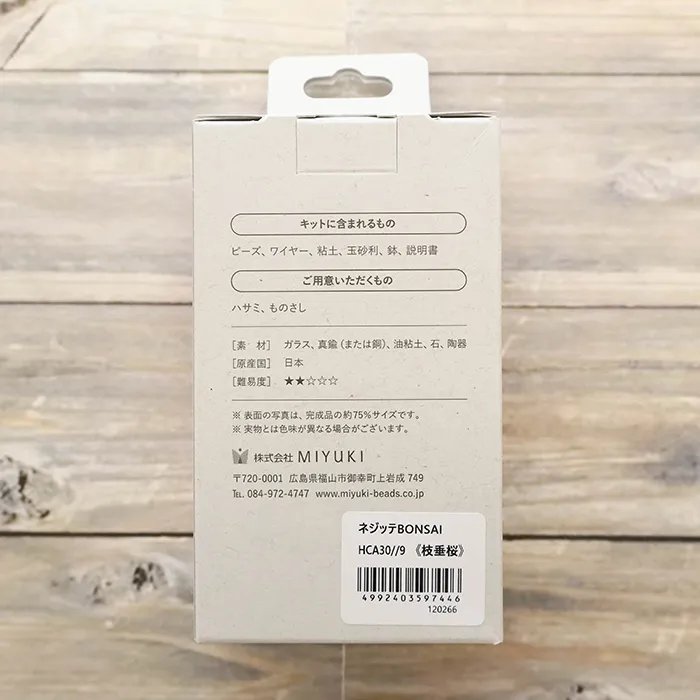 キットに含まれるもの
ビーズ、ワイヤー、粘土、玉砂利、鉢、説明書
ご用意いただくもの
ハサミ、ものさし
[素　材]　ガラス、真鍮（または銅）、油粘土、石、陶器
[原産国]　日本
[難易度]　★★☆☆☆
※ 表面の写真は、完成品の約75％サイズです。
※ 実物とは色味が異なる場合がございます。
株式会社 MIYUKI
〒720-0001 広島県福山市御幸町上岩成 749
TEL. 084-972-4747 www.miyuki-beads.co.jp
ネジッテBONSAI
HCA30//9 《枝垂桜》
4992403597446
120266